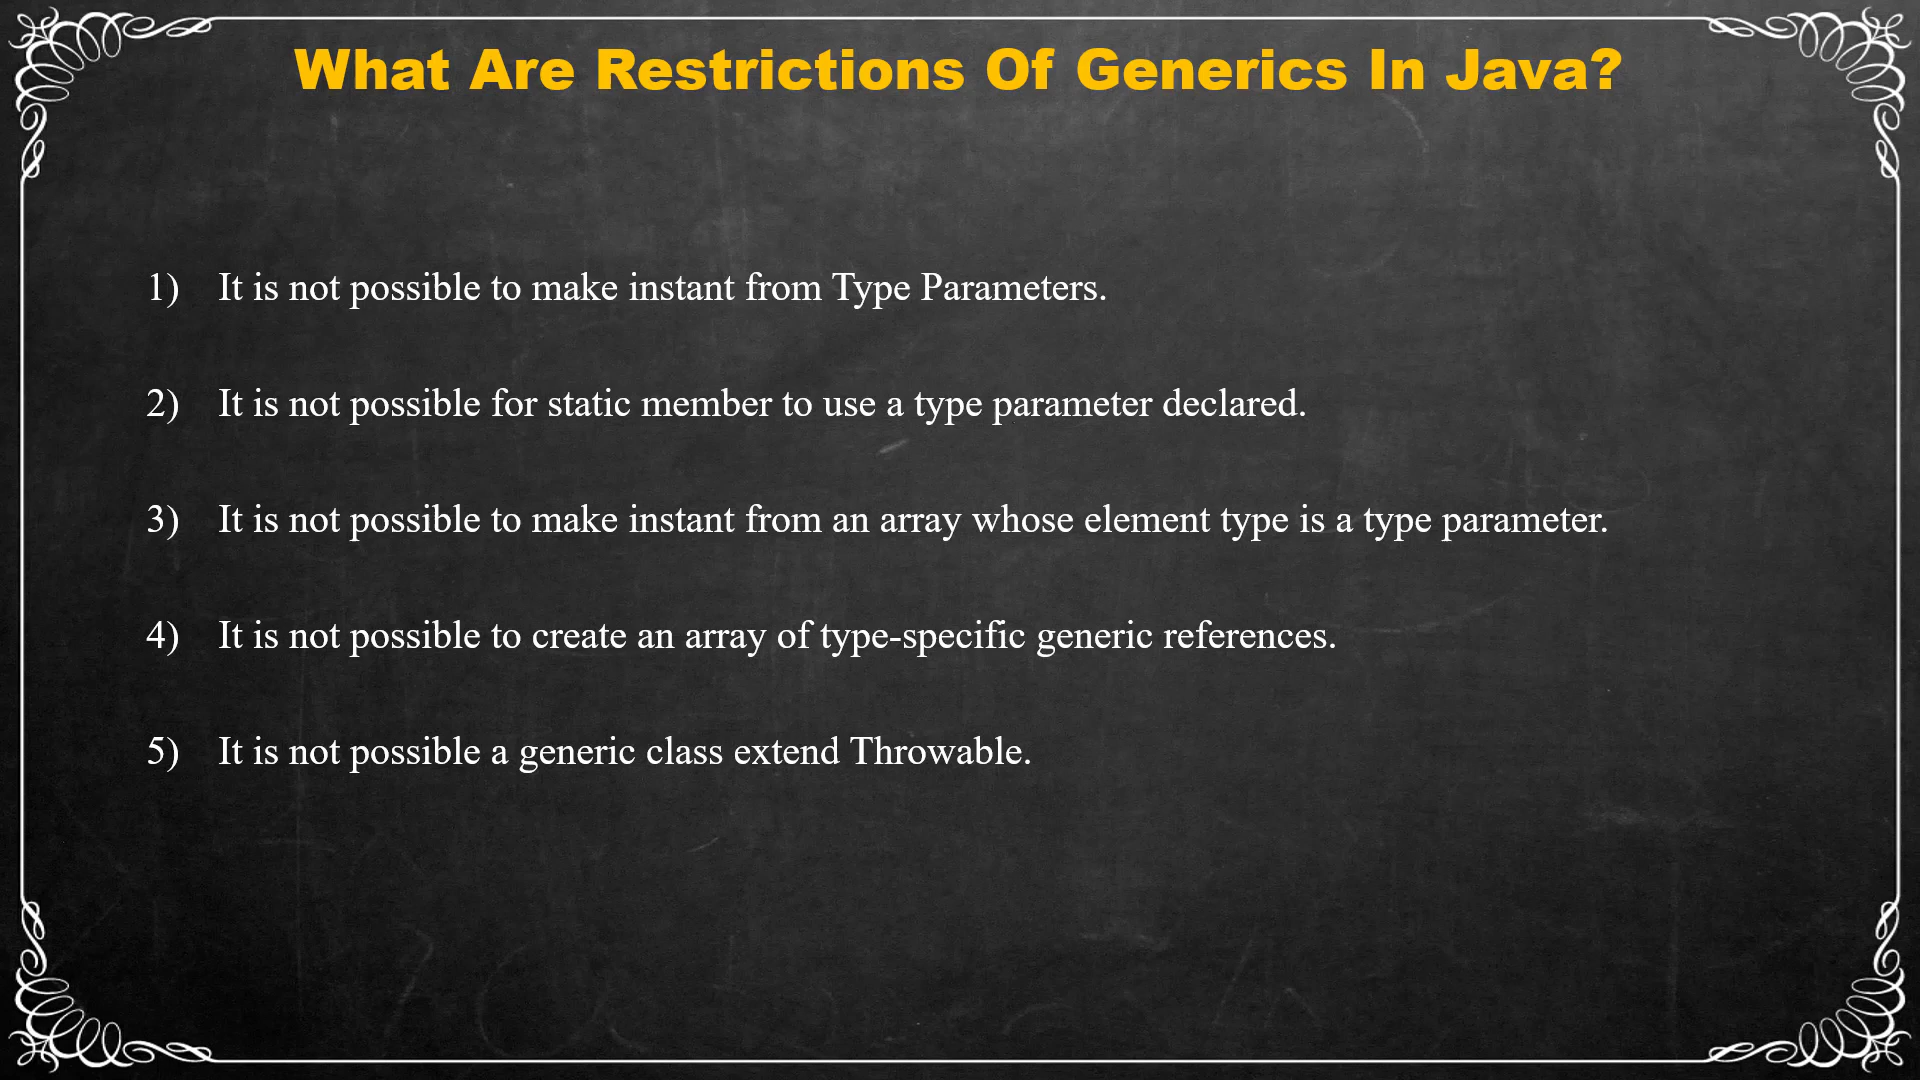 What Are Restrictions Of Generics In Java?
1) It is not possible to make instant from Type Parameters.
2) It is not possible for static member to use a type parameter declared.
3) It is not possible to make instant from an array whose element type is a type parameter.
4) It is not possible to create an array of type-specific generic references.
5) It is not possible a generic class extend Throwable.